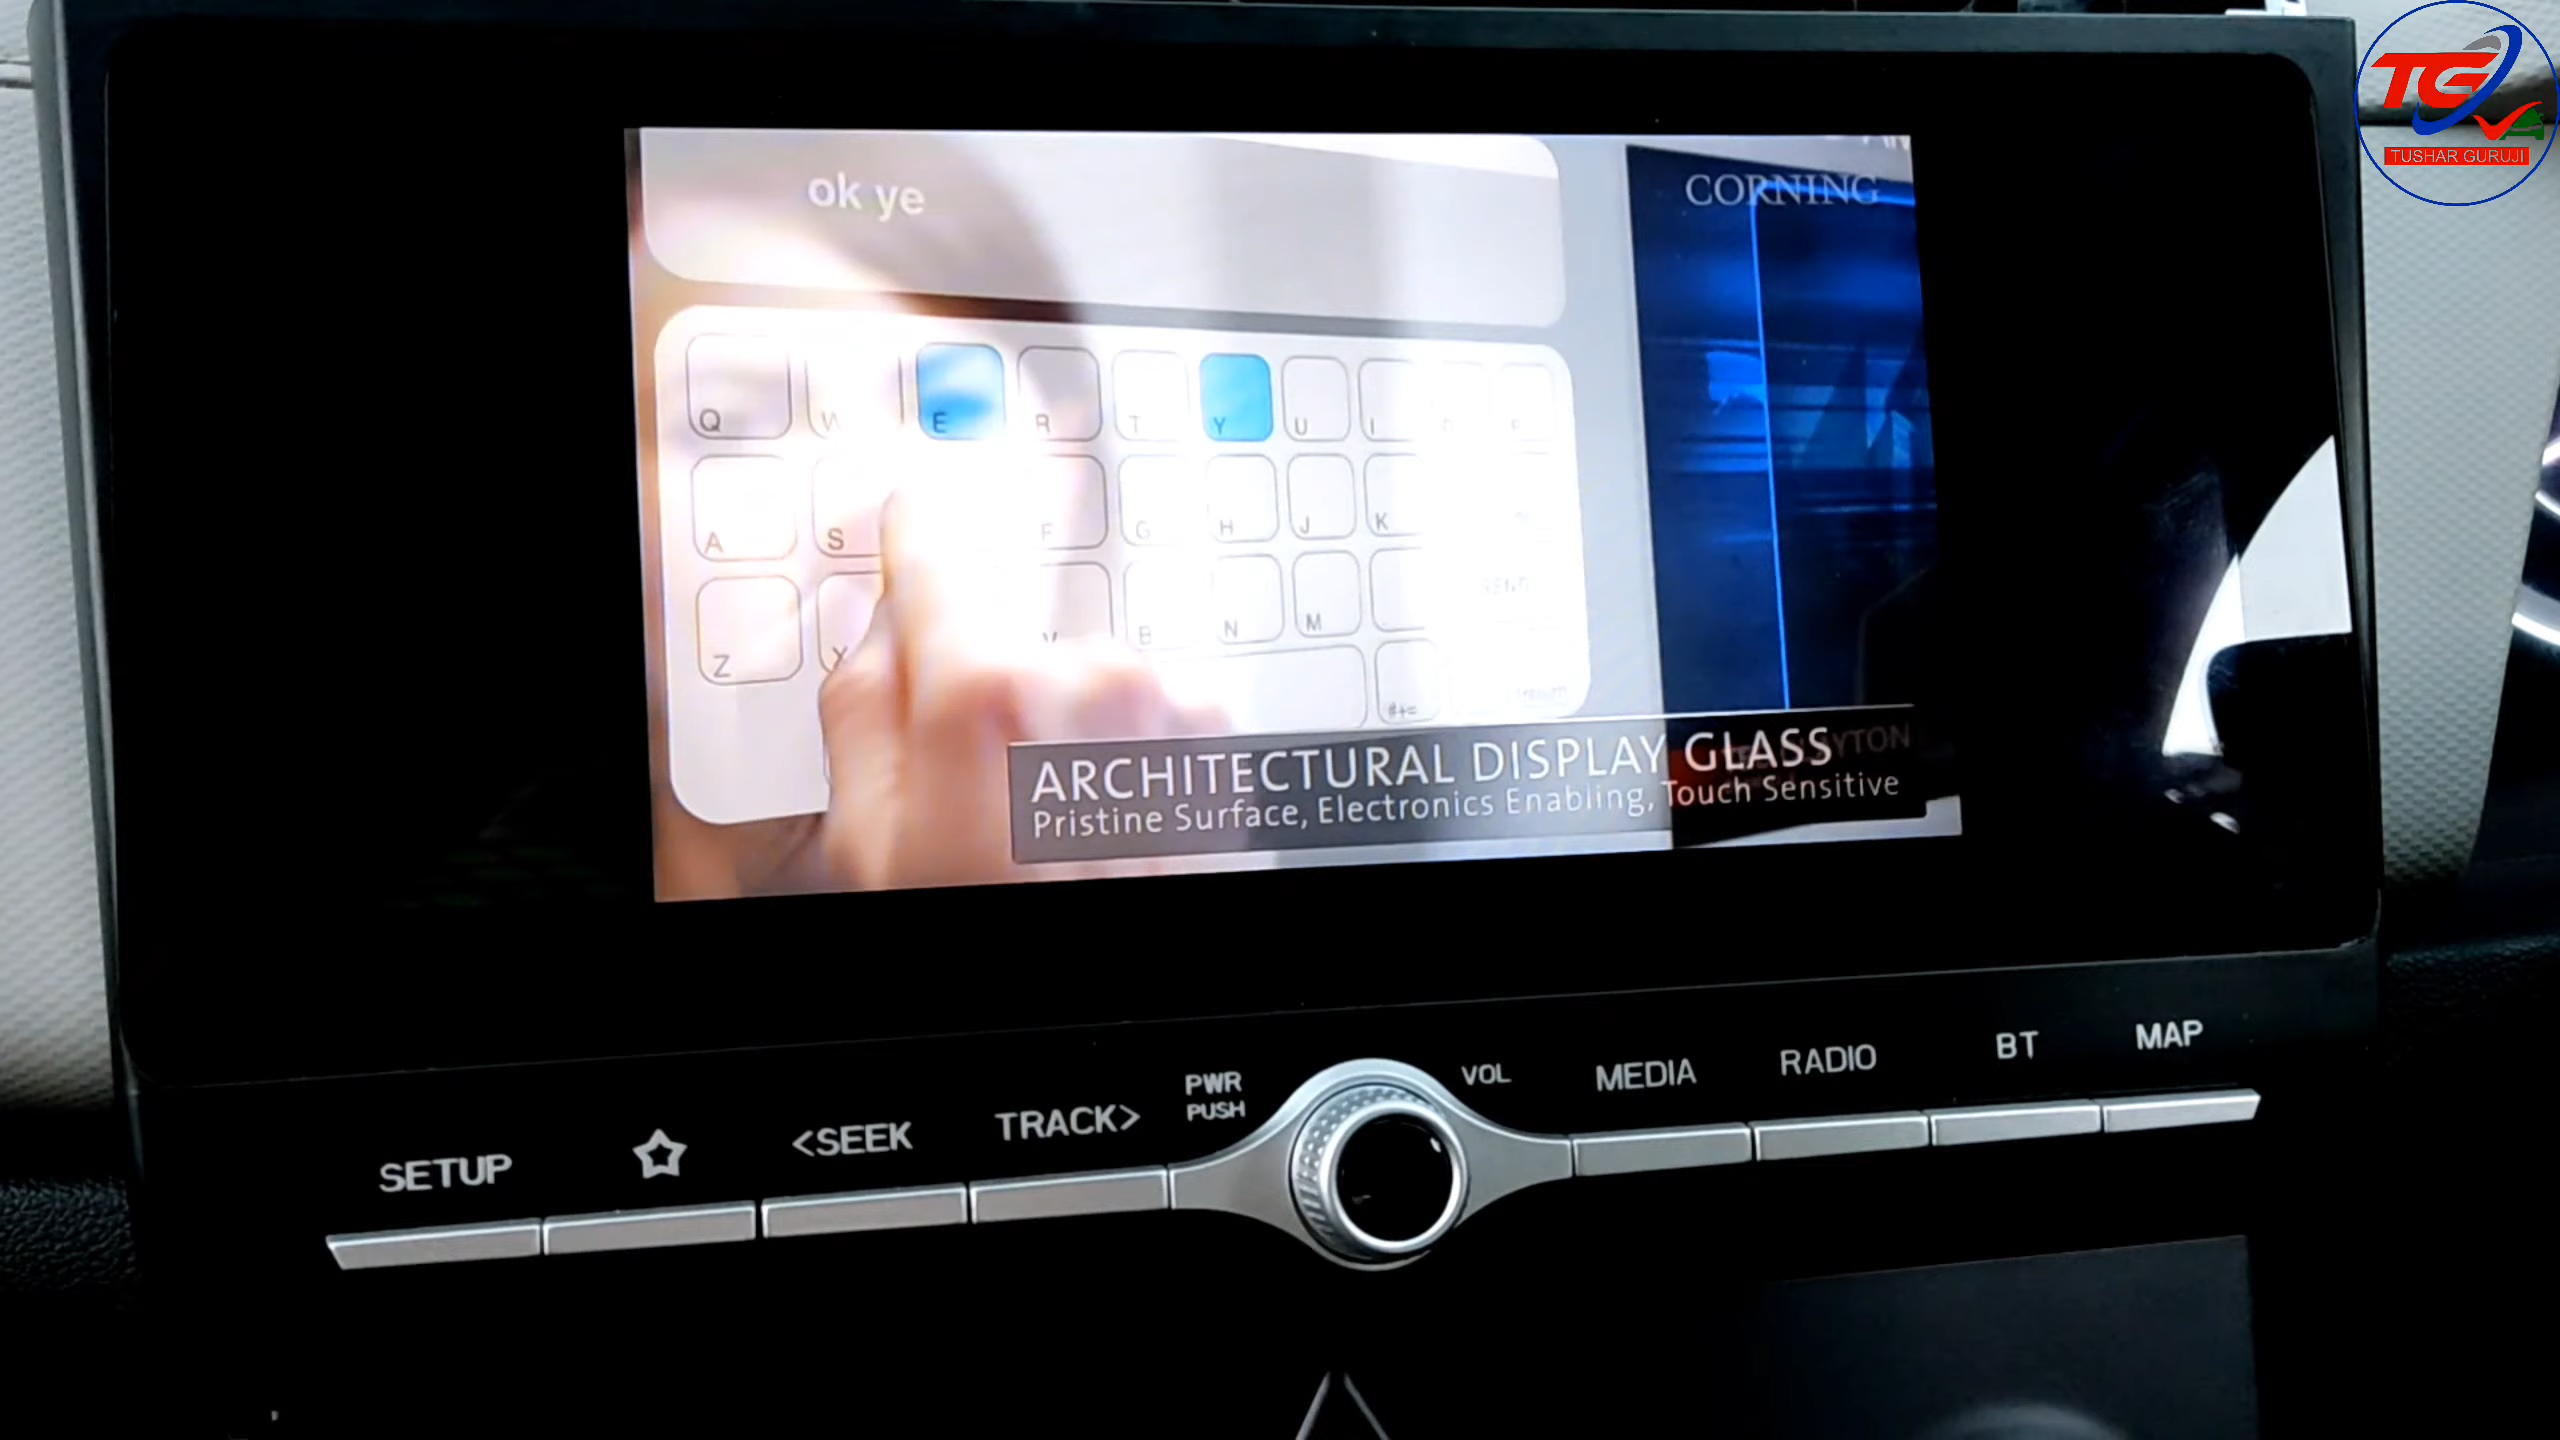 TG
TUSHAR GURUJI
ok ye
CORNING
Q W E R T Y U I
A S F G H J K
Z X V B N M
SEND
#+=
ARCHITECTURAL DISPLAY GLASS
Pristine Surface, Electronics Enabling, Touch Sensitive
SETUP
<SEEK
TRACK>
PWR
PUSH
VOL
MEDIA
RADIO
BT
MAP